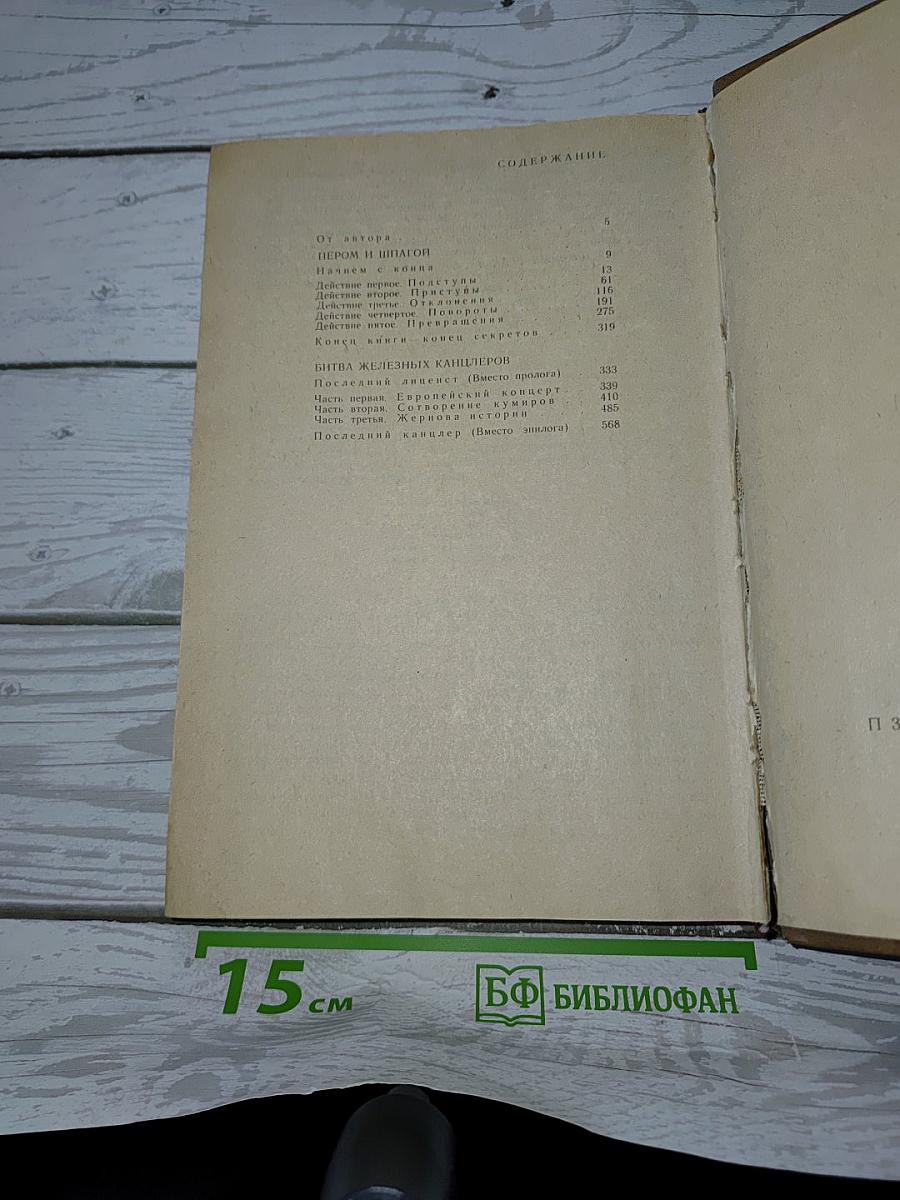 СОДЕРЖАНИЕ
От автора . 5
ПЕРОМ И ШПАГОЙ
Начнем с конца 9
Действие первое. Подступы 13
Действие второе. Приступы 61
Действие третье. Отклонения 116
Действие четвертое. Повороты 191
Действие пятое. Превращения 275
Конец книги — конец секретов 319
БИТВА ЖЕЛЕЗНЫХ КАНЦЛЕРОВ
Последний лицеист (Вместо пролога) 333
Часть первая. Европейский концерт 339
Часть вторая. Сотворение кумиров 410
Часть третья. Жернова истории 485
Последний канцлер (Вместо эпилога) 568
П З
15 см
БФ БИБЛИОФАН